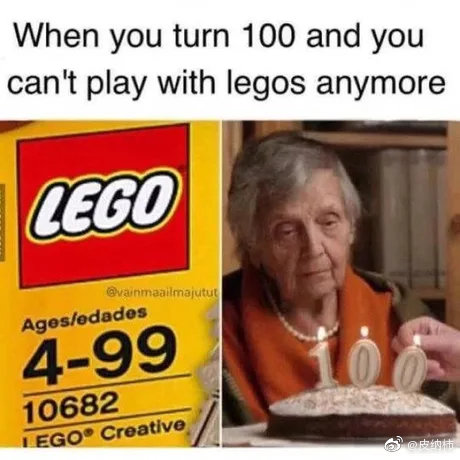 When you turn 100 and you
can't play with legos anymore
LEGO
@vainmaailmajutut
Ages/edades
4-99
10682
LEGO® Creative
100
@皮纳柿